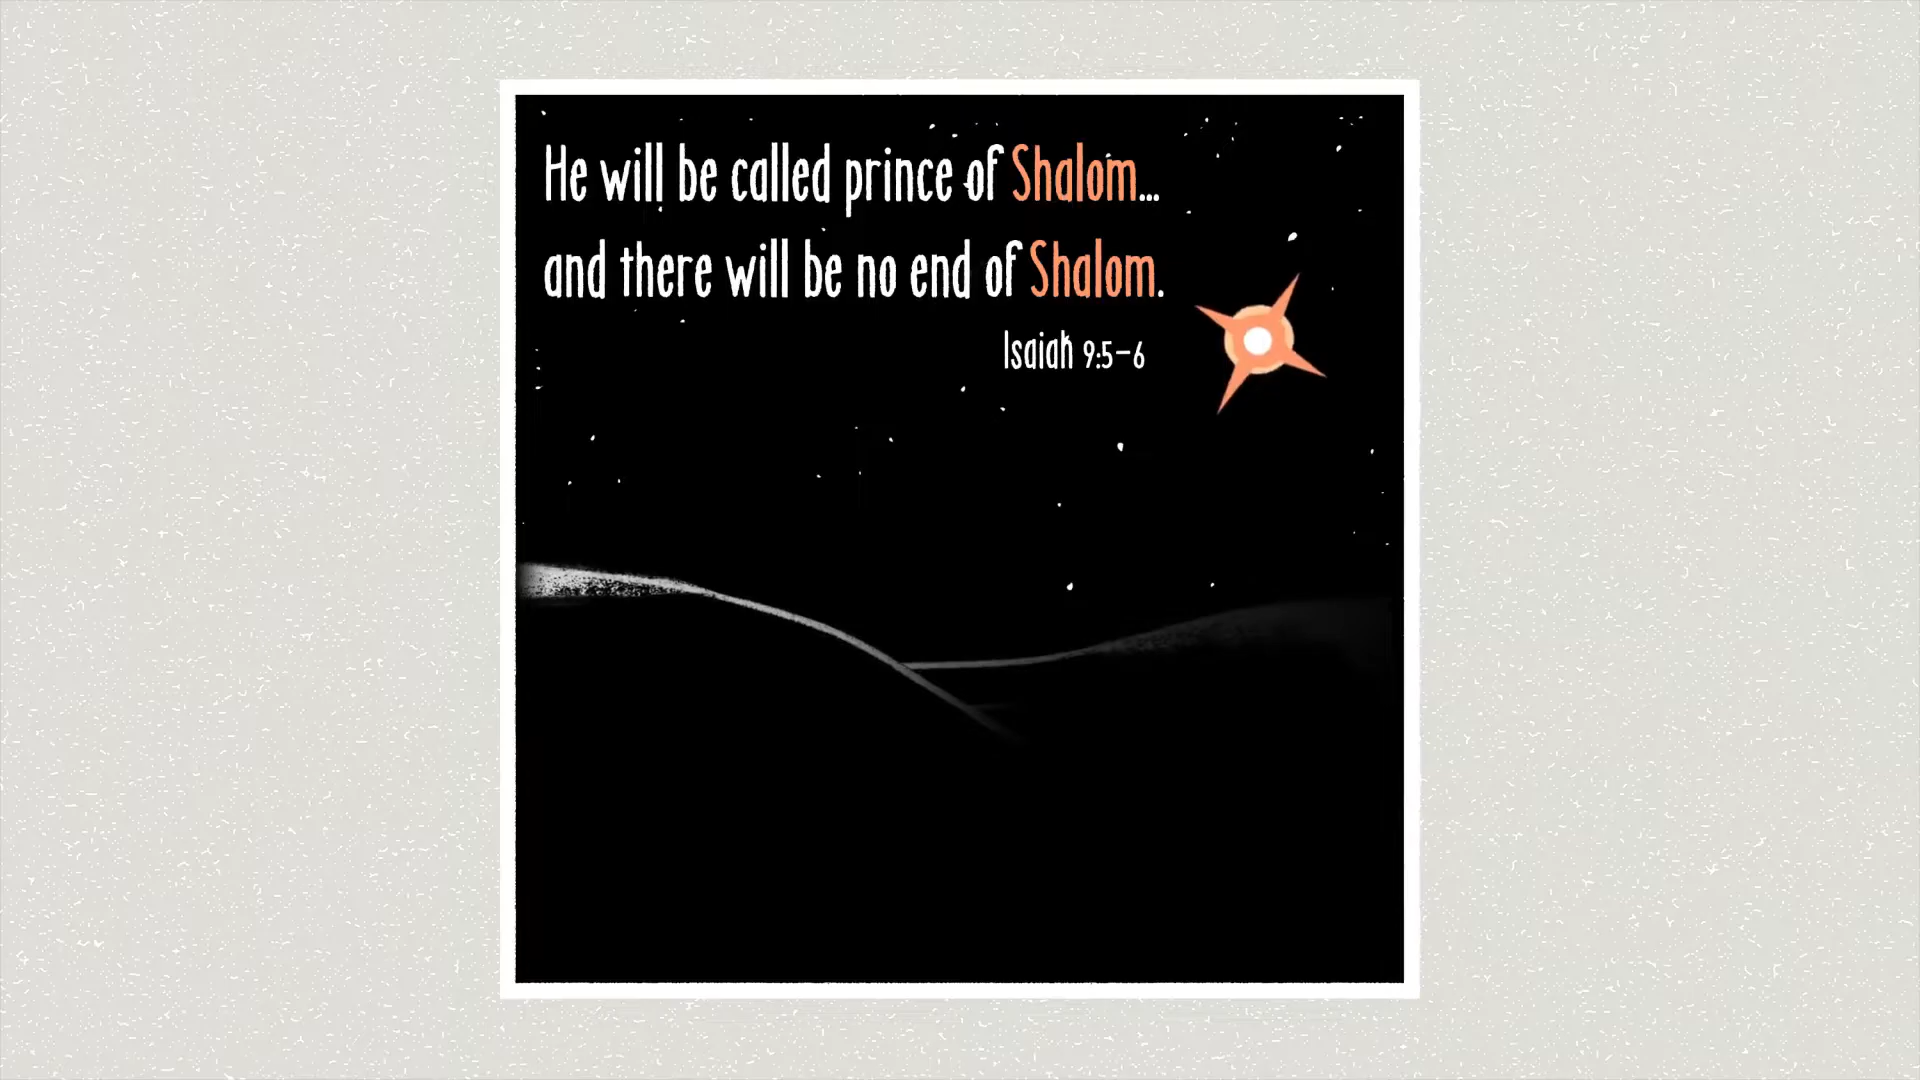 He will be called prince of Shalom...
and there will be no end of Shalom.
Isaiah 9:5–6